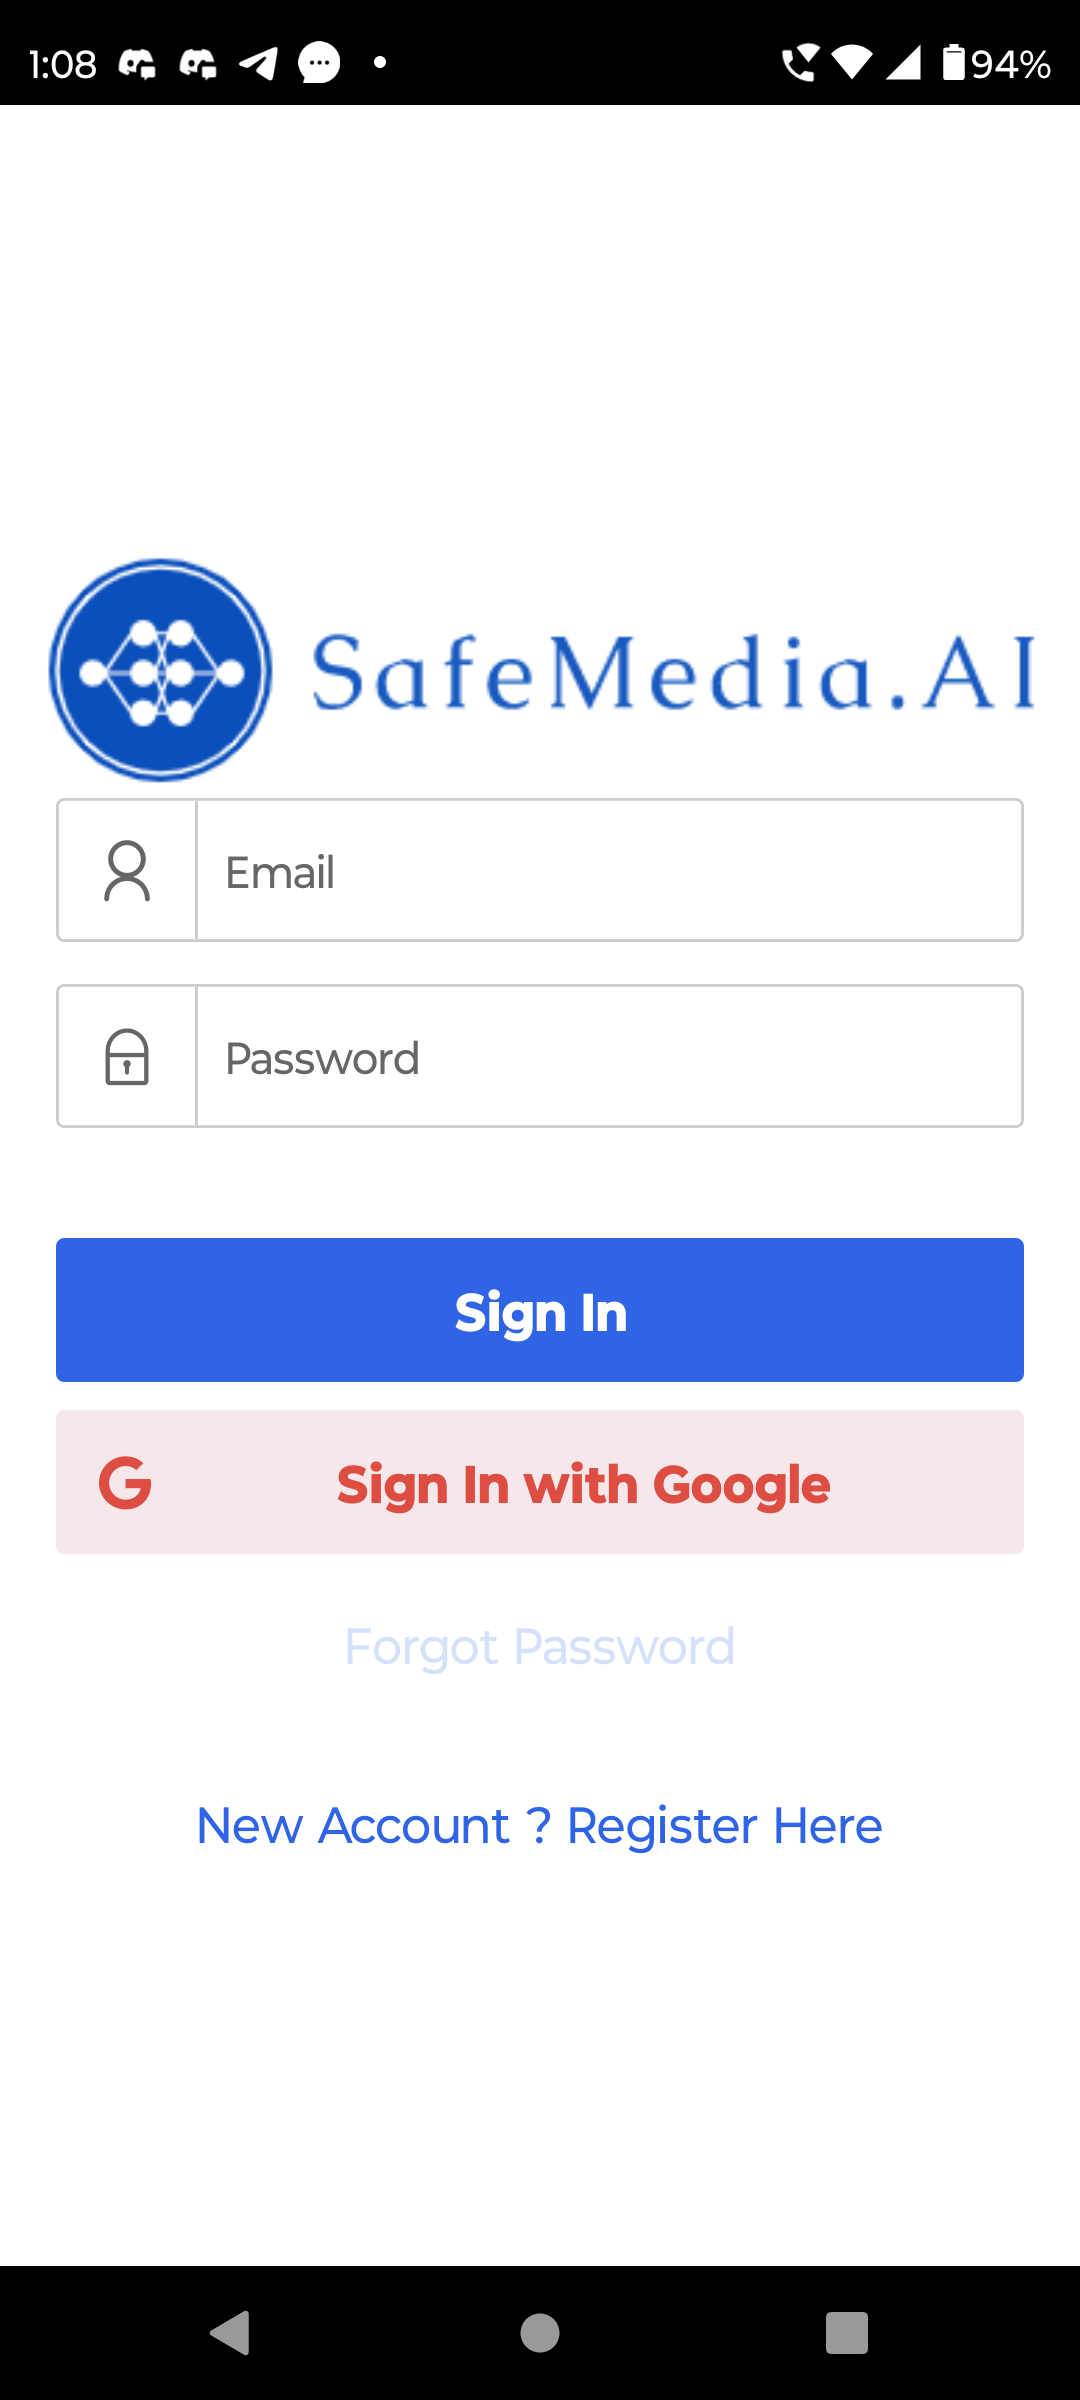 1:08
94%
SafeMedia.AI
Email
Password
Sign In
G Sign In with Google
Forgot Password
New Account ? Register Here